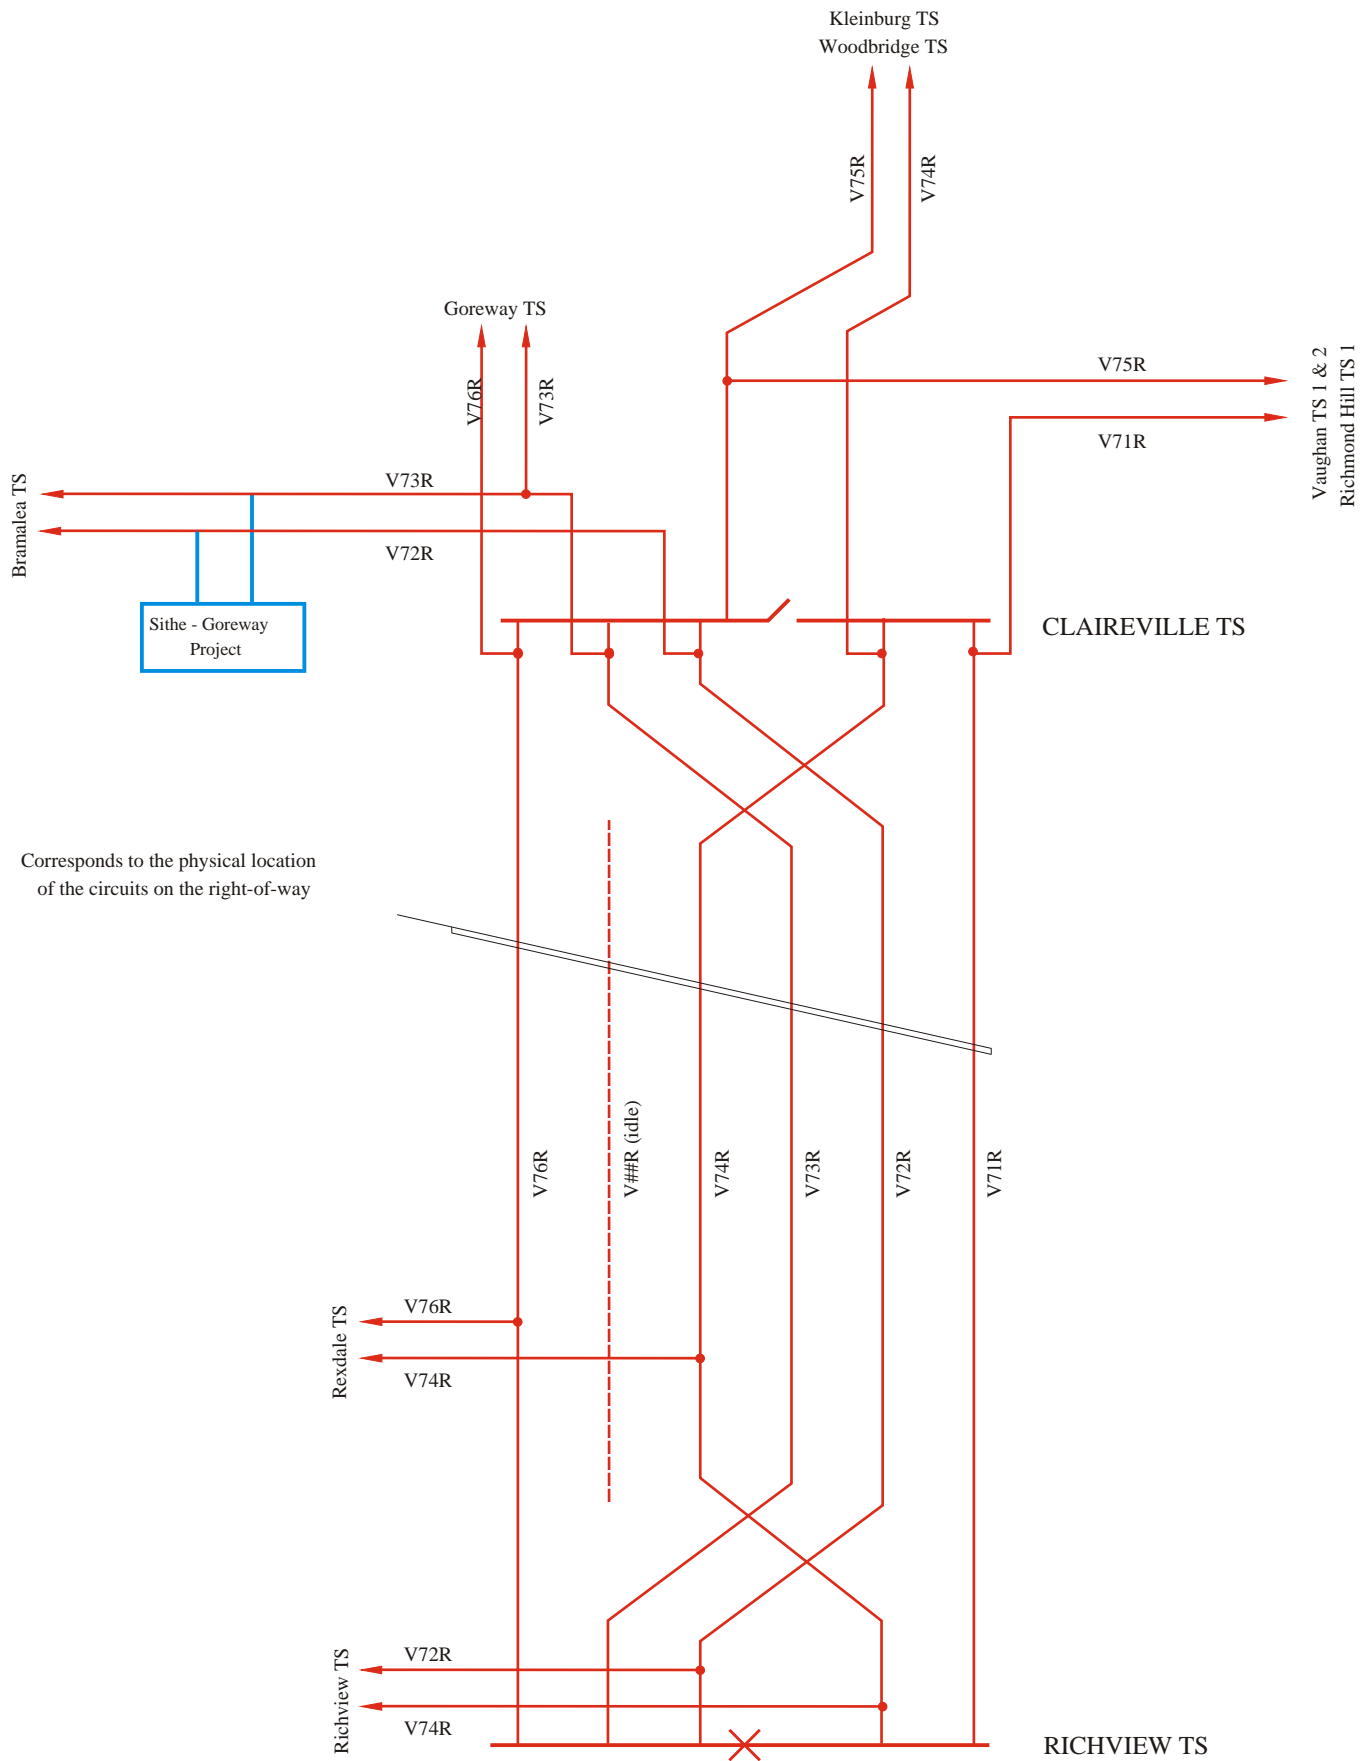 Kleinburg TS
Woodbridge TS
V75R
V74R
Goreway TS
V76R
V73R
V75R
V71R
Vaughan TS 1 & 2
Richmond Hill TS 1
Bramalea TS
V73R
V72R
Sithe - Goreway
Project
CLAIREVILLE TS
Corresponds to the physical location
of the circuits on the right-of-way
V76R
V##R (idle)
V74R
V73R
V72R
V71R
Rexdale TS
V76R
V74R
Richview TS
V72R
V74R
RICHVIEW TS